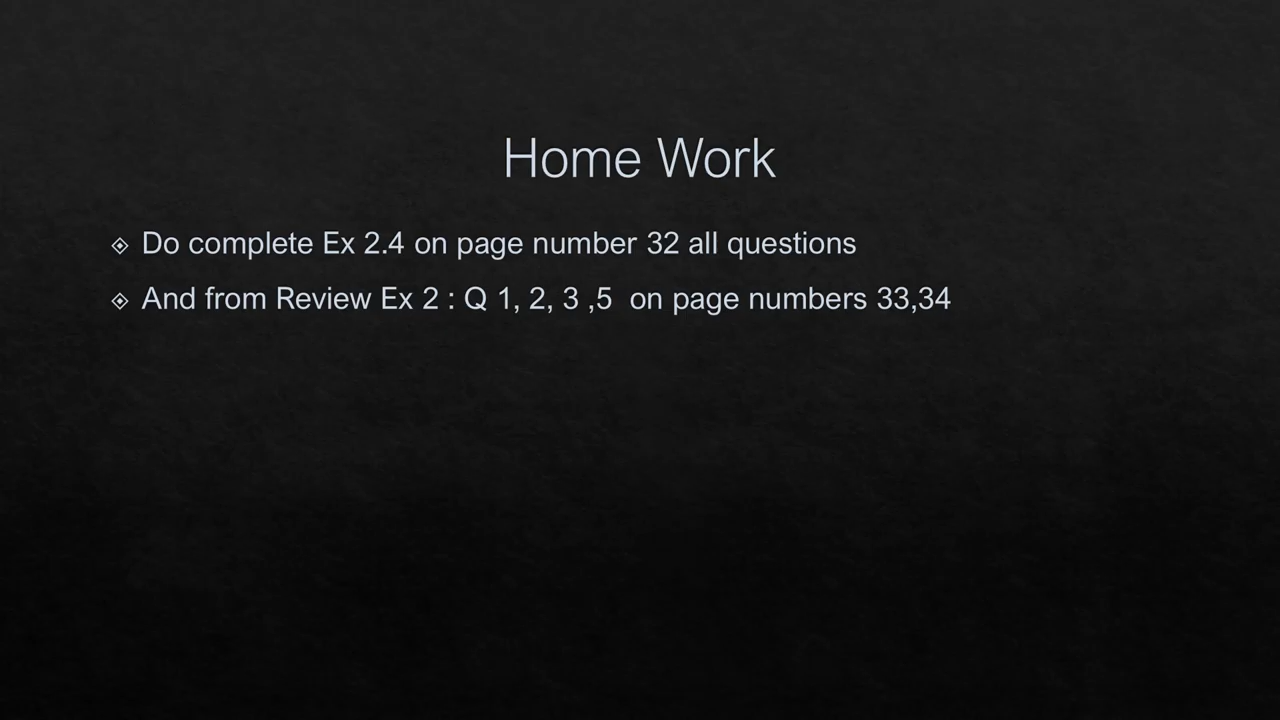 Home Work
Do complete Ex 2.4 on page number 32 all questions
And from Review Ex 2 : Q 1, 2, 3 ,5  on page numbers 33,34